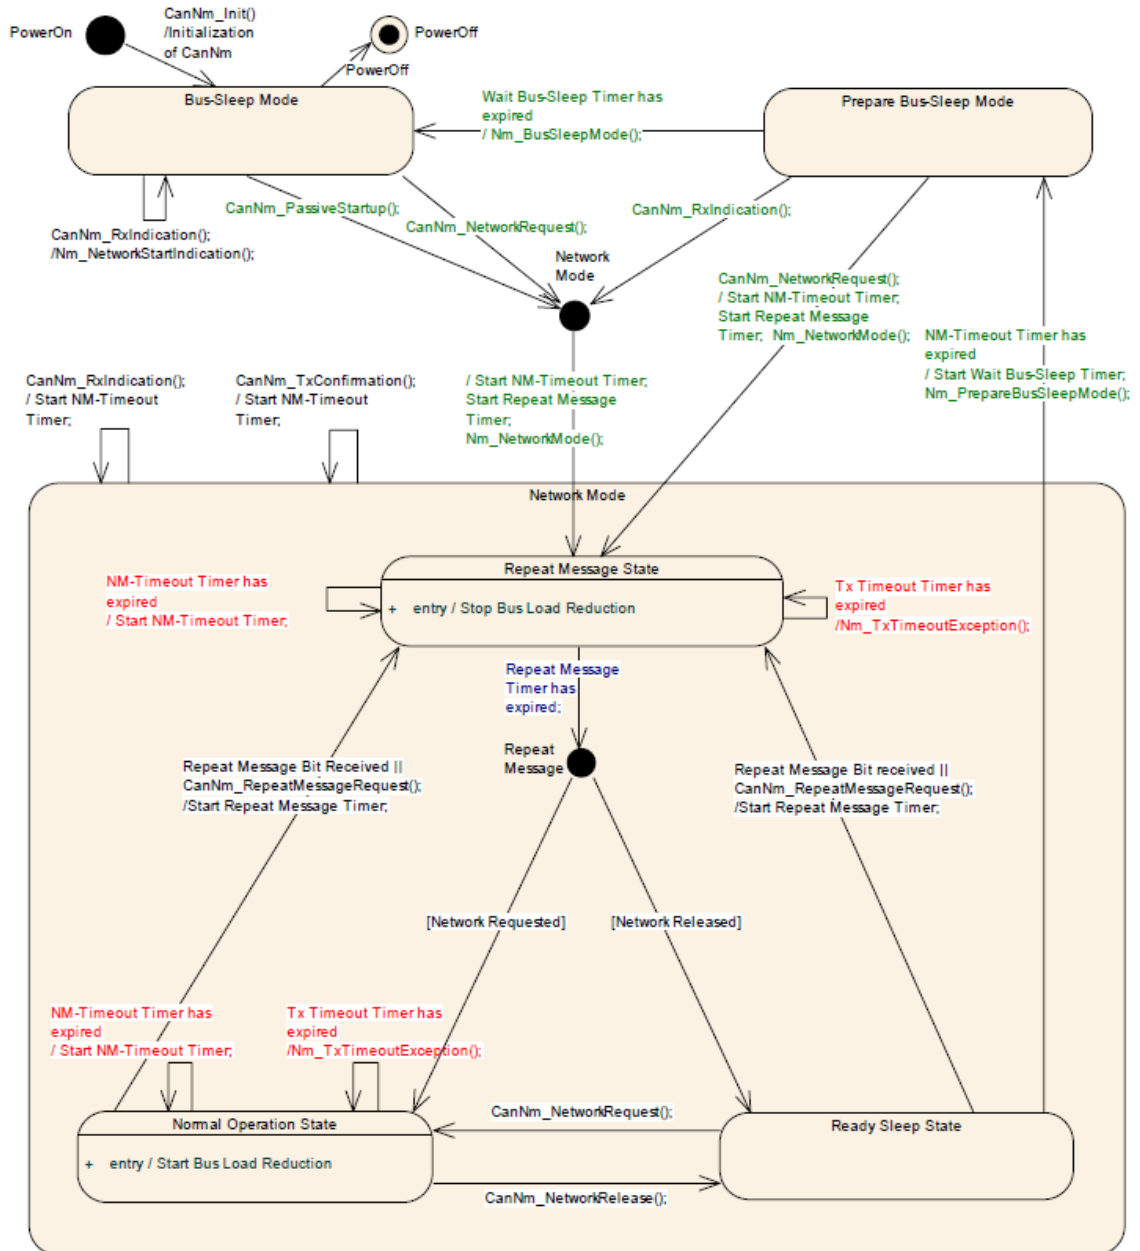 PowerOn
CanNm_Init()
/Initialization
of CanNm
PowerOff
PowerOff
Bus-Sleep Mode
Wait Bus-Sleep Timer has
expired
/ Nm_BusSleepMode();
Prepare Bus-Sleep Mode
CanNm_RxIndication();
/Nm_NetworkStartIndication();
CanNm_PassiveStartup();
CanNm_NetworkRequest();
CanNm_RxIndication();
Network
Mode
CanNm_NetworkRequest();
/ Start NM-Timeout Timer;
Start Repeat Message
Timer; Nm_NetworkMode();
NM-Timeout Timer has
expired
/ Start Wait Bus-Sleep Timer;
Nm_PrepareBusSleepMode();
CanNm_RxIndication();
/ Start NM-Timeout
Timer;
CanNm_TxConfirmation();
/ Start NM-Timeout
Timer;
/ Start NM-Timeout Timer;
Start Repeat Message
Timer;
Nm_NetworkMode();
Network Mode
Repeat Message State
+ entry / Stop Bus Load Reduction
NM-Timeout Timer has
expired
/ Start NM-Timeout Timer;
Tx Timeout Timer has
expired
/Nm_TxTimeoutException();
Repeat Message
Timer has
expired;
Repeat
Message
Repeat Message Bit Received ||
CanNm_RepeatMessageRequest();
/Start Repeat Message Timer;
Repeat Message Bit received ||
CanNm_RepeatMessageRequest();
/Start Repeat Message Timer;
[Network Requested]
[Network Released]
NM-Timeout Timer has
expired
/ Start NM-Timeout Timer;
Tx Timeout Timer has
expired
/Nm_TxTimeoutException();
Normal Operation State
+ entry / Start Bus Load Reduction
CanNm_NetworkRequest();
CanNm_NetworkRelease();
Ready Sleep State